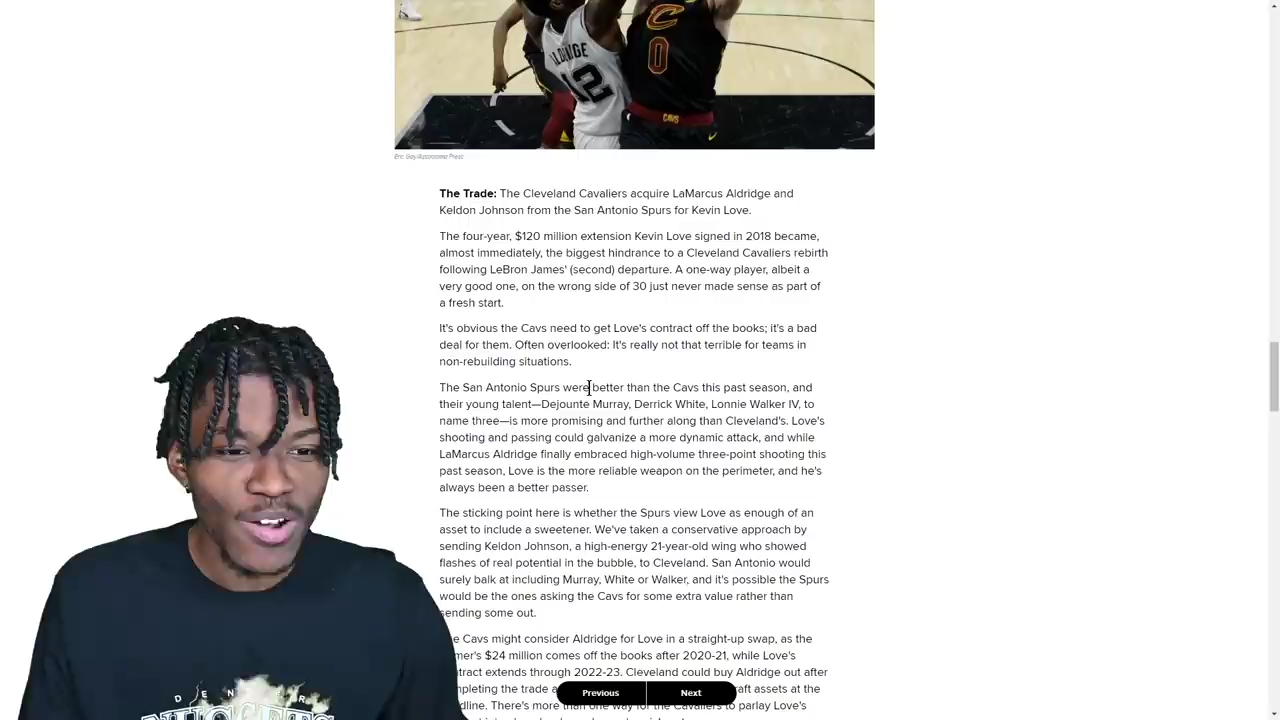 ALDRIDGE
12
C
0
CAVS
Eric Gay/Associated Press
The Trade: The Cleveland Cavaliers acquire LaMarcus Aldridge and
Keldon Johnson from the San Antonio Spurs for Kevin Love.
The four-year, $120 million extension Kevin Love signed in 2018 became,
almost immediately, the biggest hindrance to a Cleveland Cavaliers rebirth
following LeBron James' (second) departure. A one-way player, albeit a
very good one, on the wrong side of 30 just never made sense as part of
a fresh start.
It's obvious the Cavs need to get Love's contract off the books; it's a bad
deal for them. Often overlooked: It's really not that terrible for teams in
non-rebuilding situations.
The San Antonio Spurs were better than the Cavs this past season, and
their young talent—Dejounte Murray, Derrick White, Lonnie Walker IV, to
name three—is more promising and further along than Cleveland's. Love's
shooting and passing could galvanize a more dynamic attack, and while
LaMarcus Aldridge finally embraced high-volume three-point shooting this
past season, Love is the more reliable weapon on the perimeter, and he's
always been a better passer.
The sticking point here is whether the Spurs view Love as enough of an
asset to include a sweetener. We've taken a conservative approach by
sending Keldon Johnson, a high-energy 21-year-old wing who showed
flashes of real potential in the bubble, to Cleveland. San Antonio would
surely balk at including Murray, White or Walker, and it's possible the Spurs
would be the ones asking the Cavs for some extra value rather than
sending some out.
Cavs might consider Aldridge for Love in a straight-up swap, as the
$24 million comes off the books after 2020-21, while Love's
extends through 2022-23. Cleveland could buy Aldridge out after
the trade
Previous Next
assets at the
There's more than one way for the Cavaliers to parlay Love's
DENVER
NUGGETS